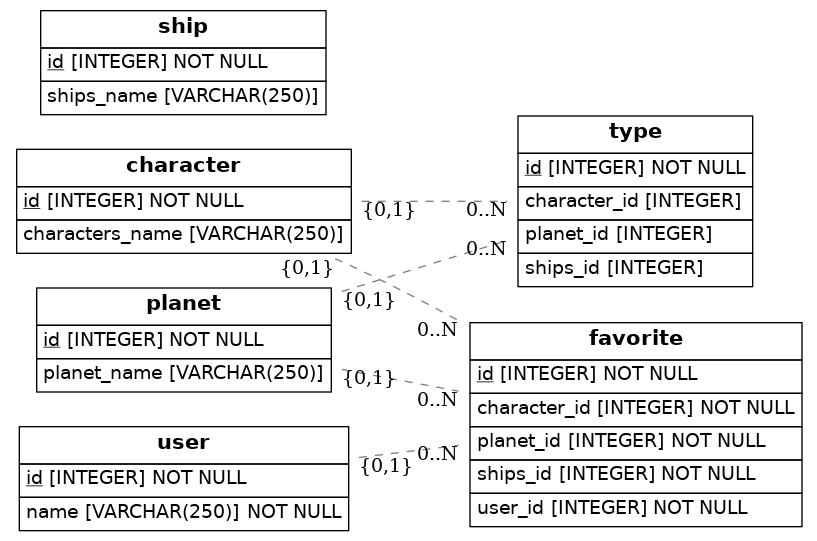 ship
id [INTEGER] NOT NULL
ships_name [VARCHAR(250)]
character
id [INTEGER] NOT NULL
characters_name [VARCHAR(250)]
planet
id [INTEGER] NOT NULL
planet_name [VARCHAR(250)]
user
id [INTEGER] NOT NULL
name [VARCHAR(250)] NOT NULL
type
id [INTEGER] NOT NULL
character_id [INTEGER]
planet_id [INTEGER]
ships_id [INTEGER]
favorite
id [INTEGER] NOT NULL
character_id [INTEGER] NOT NULL
planet_id [INTEGER] NOT NULL
ships_id [INTEGER] NOT NULL
user_id [INTEGER] NOT NULL
{0,1}
0..N
{0,1}
0..N
{0,1}
0..N
{0,1}
0..N
{0,1}
0..N